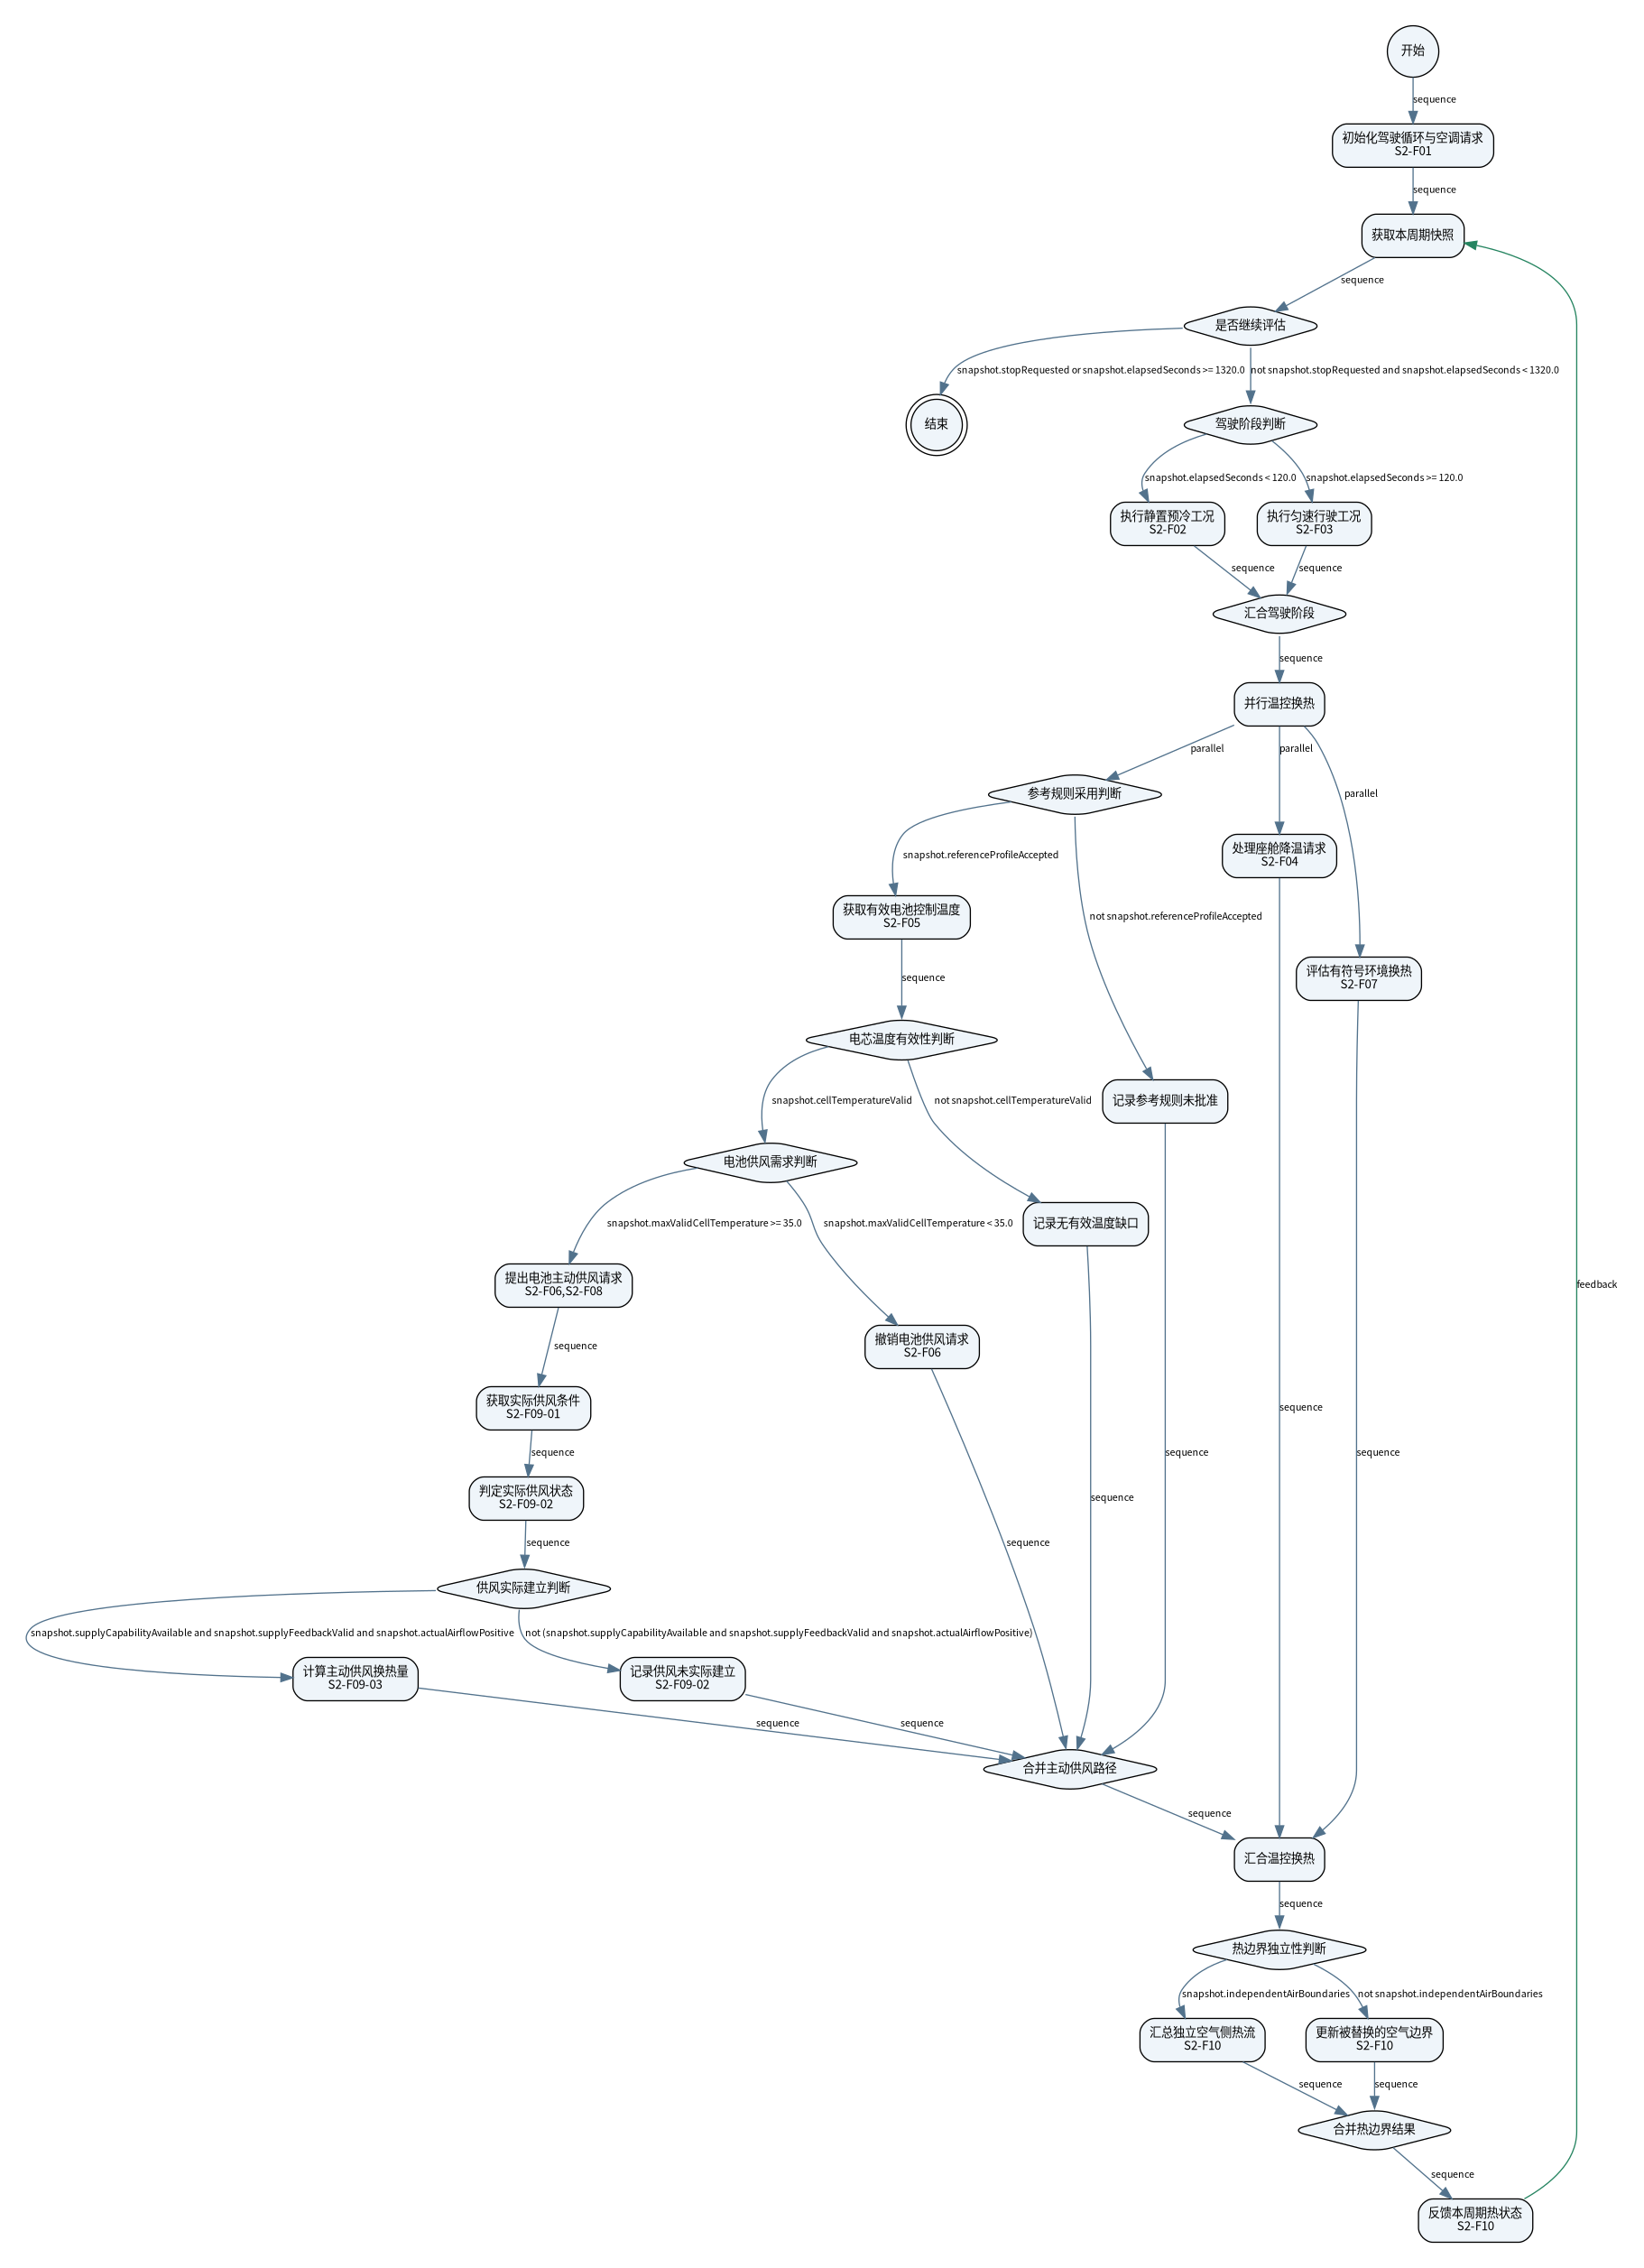 开始
sequence
初始化驾驶循环与空调请求
S2-F01
sequence
获取本周期快照
sequence
是否继续评估
snapshot.stopRequested or snapshot.elapsedSeconds >= 1320.0
not snapshot.stopRequested and snapshot.elapsedSeconds < 1320.0
结束
驾驶阶段判断
snapshot.elapsedSeconds < 120.0
snapshot.elapsedSeconds >= 120.0
执行静置预冷工况
S2-F02
执行匀速行驶工况
S2-F03
sequence
sequence
汇合驾驶阶段
sequence
并行温控换热
parallel
parallel
parallel
参考规则采用判断
处理座舱降温请求
S2-F04
snapshot.referenceProfileAccepted
not snapshot.referenceProfileAccepted
获取有效电池控制温度
S2-F05
评估有符号环境换热
S2-F07
sequence
电芯温度有效性判断
snapshot.cellTemperatureValid
not snapshot.cellTemperatureValid
记录参考规则未批准
电池供风需求判断
snapshot.maxValidCellTemperature >= 35.0
snapshot.maxValidCellTemperature < 35.0
记录无有效温度缺口
提出电池主动供风请求
S2-F06,S2-F08
feedback
sequence
撤销电池供风请求
S2-F06
获取实际供风条件
S2-F09-01
sequence
sequence
sequence
sequence
判定实际供风状态
S2-F09-02
sequence
sequence
sequence
供风实际建立判断
snapshot.supplyCapabilityAvailable and snapshot.supplyFeedbackValid and snapshot.actualAirflowPositive
not (snapshot.supplyCapabilityAvailable and snapshot.supplyFeedbackValid and snapshot.actualAirflowPositive)
计算主动供风换热量
S2-F09-03
记录供风未实际建立
S2-F09-02
sequence
sequence
合并主动供风路径
sequence
汇合温控换热
sequence
热边界独立性判断
snapshot.independentAirBoundaries
not snapshot.independentAirBoundaries
汇总独立空气侧热流
S2-F10
更新被替换的空气边界
S2-F10
sequence
sequence
合并热边界结果
sequence
反馈本周期热状态
S2-F10